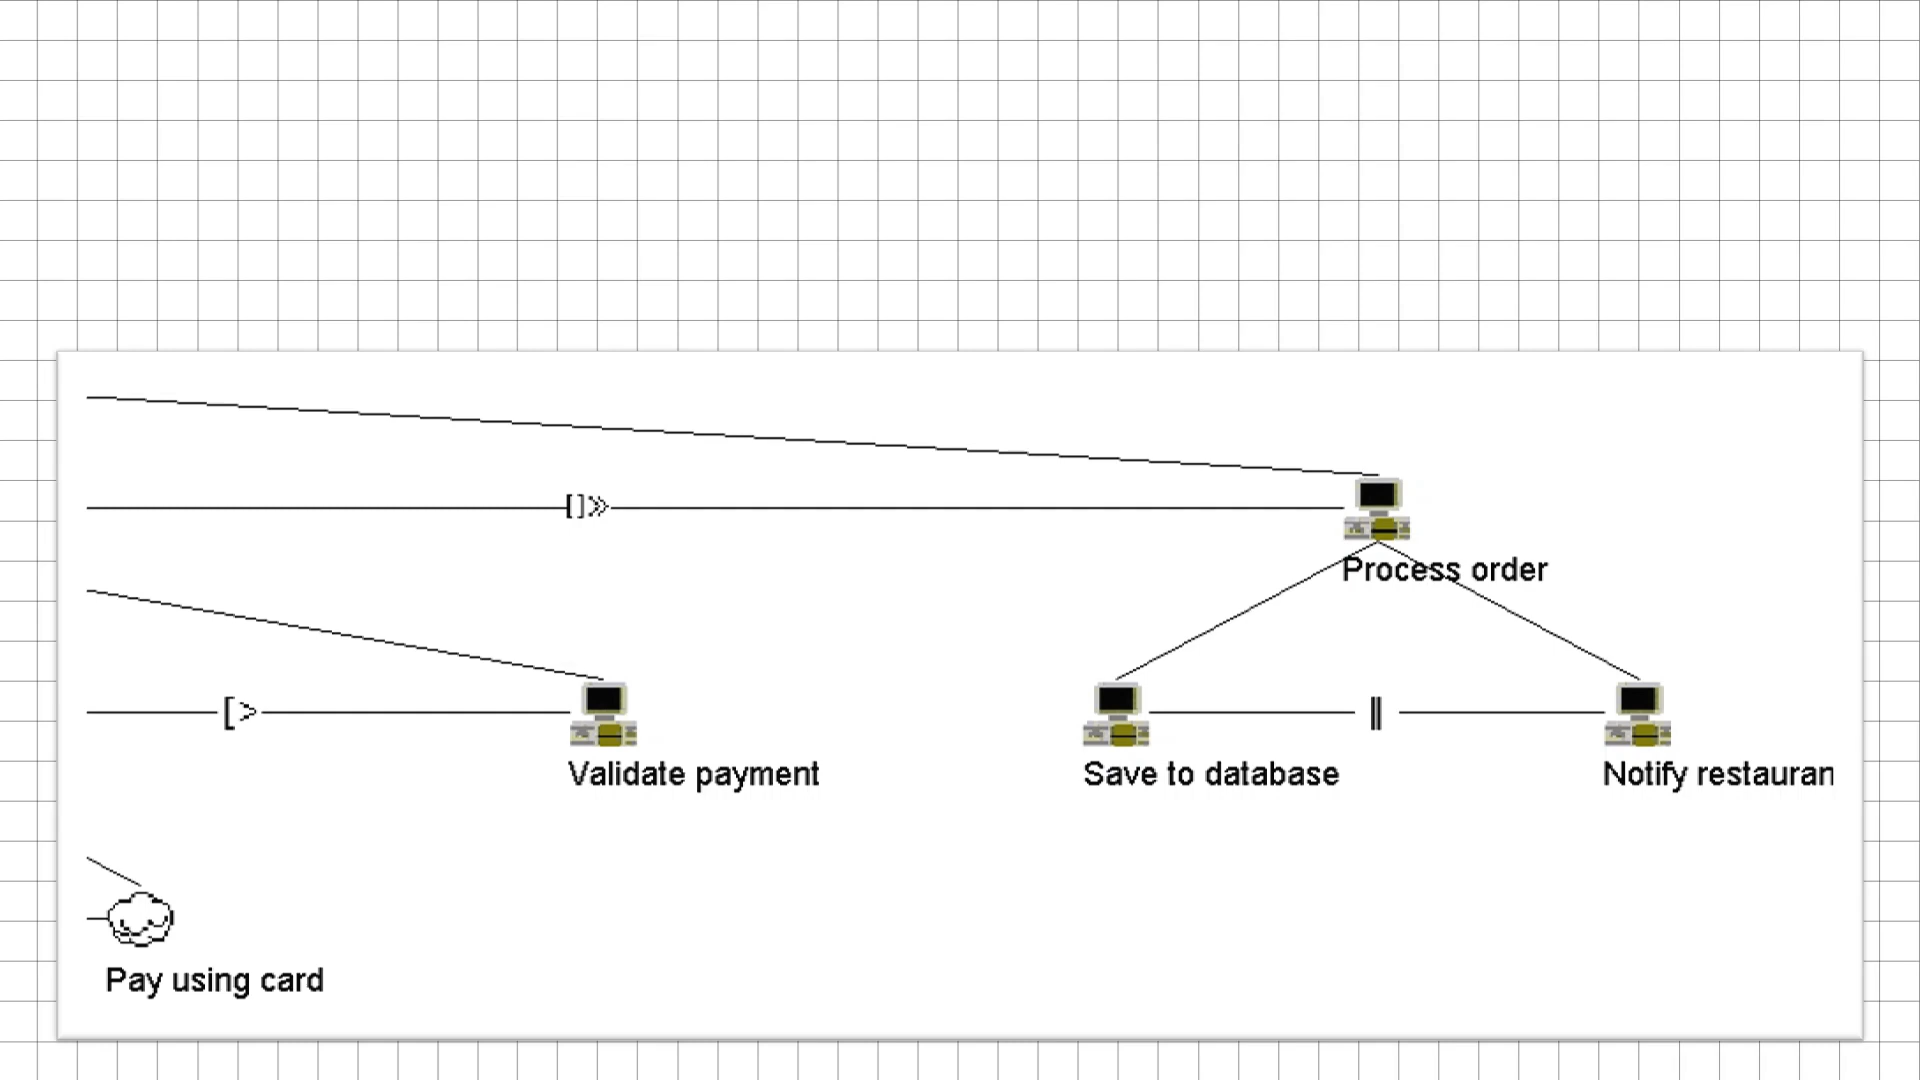 []>>
Process order
[>
||
Validate payment
Save to database
Notify restauran
Pay using card